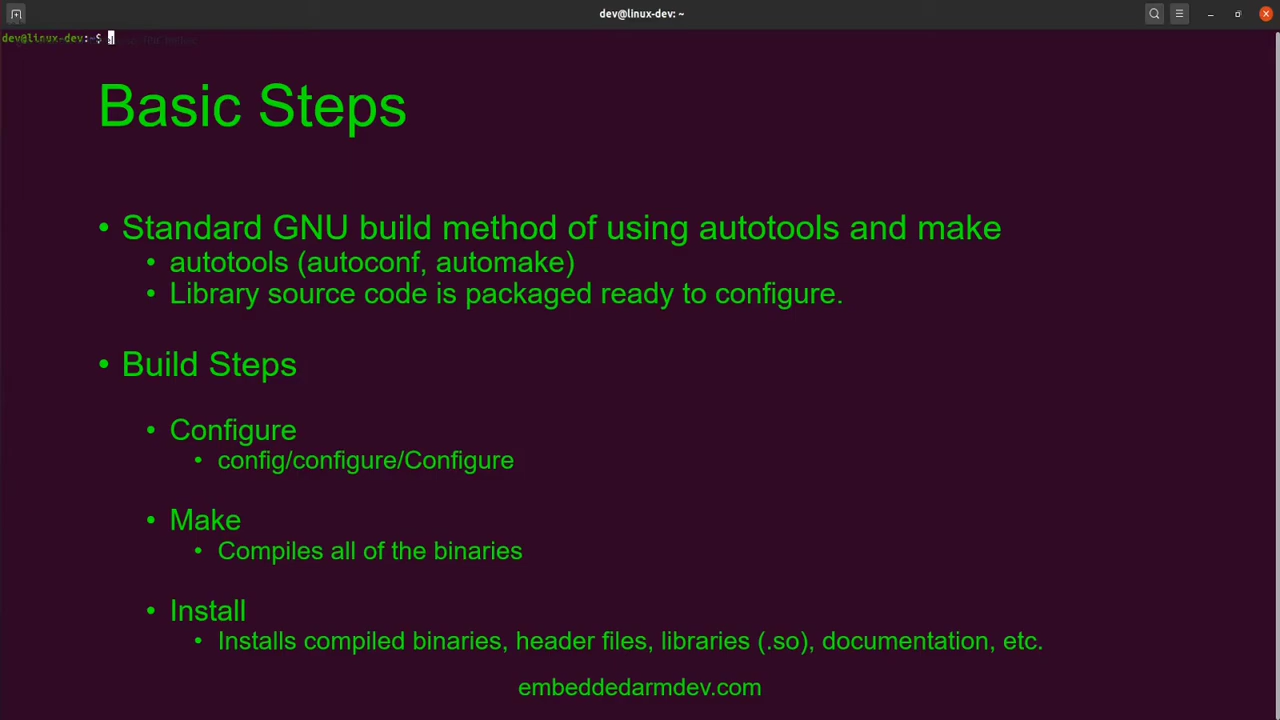 dev@linux-dev: ~
dev@linux-dev:~$
Basic Steps
• Standard GNU build method of using autotools and make
• autotools (autoconf, automake)
• Library source code is packaged ready to configure.
• Build Steps
• Configure
• config/configure/Configure
• Make
• Compiles all of the binaries
• Install
• Installs compiled binaries, header files, libraries (.so), documentation, etc.
embeddedarmdev.com